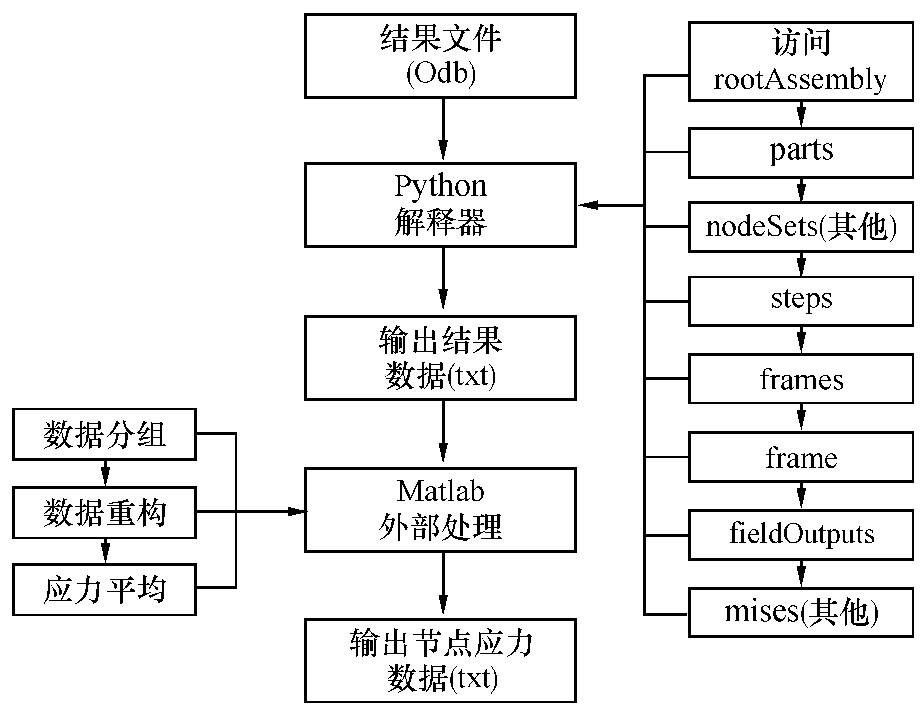 结果文件
(Odb)
Python
解释器
输出结果
数据(txt)
Matlab
外部处理
输出节点应力
数据(txt)
数据分组
数据重构
应力平均
访问
rootAssembly
parts
nodeSets(其他)
steps
frames
frame
fieldOutputs
mises(其他)